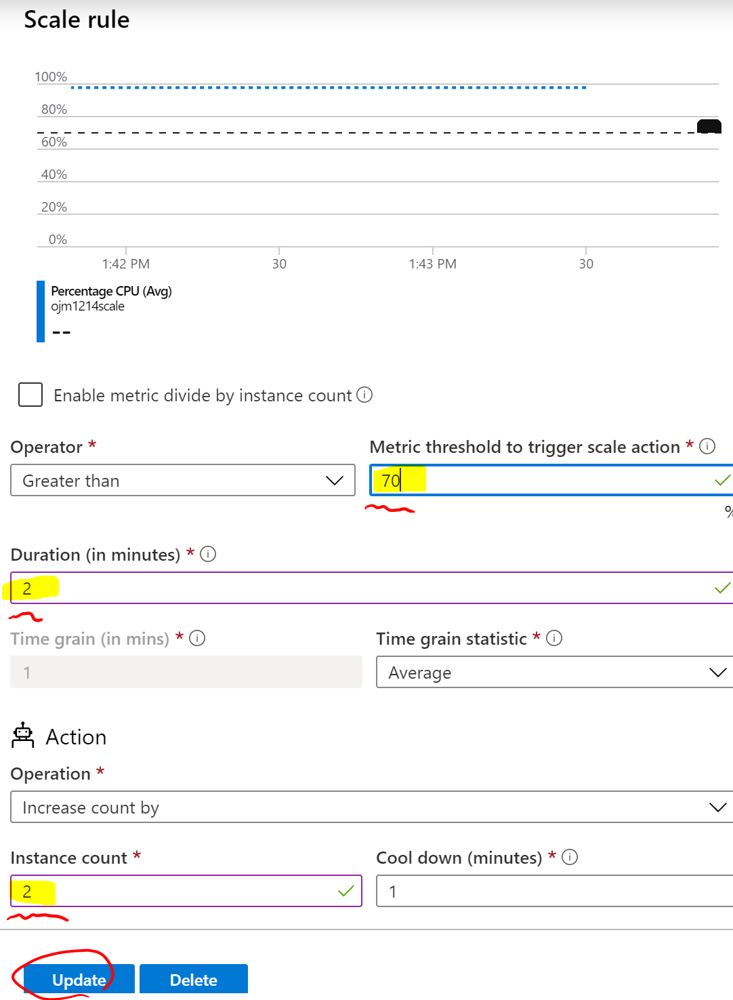 Scale rule
100%
80%
60%
40%
20%
0%
1:42 PM 30 1:43 PM 30
Percentage CPU (Avg)
ojm1214scale
--
Enable metric divide by instance count
Operator * Metric threshold to trigger scale action *
Greater than 70
%
Duration (in minutes) *
2
Time grain (in mins) * Time grain statistic *
1 Average
Action
Operation *
Increase count by
Instance count * Cool down (minutes) *
2 1
Update Delete